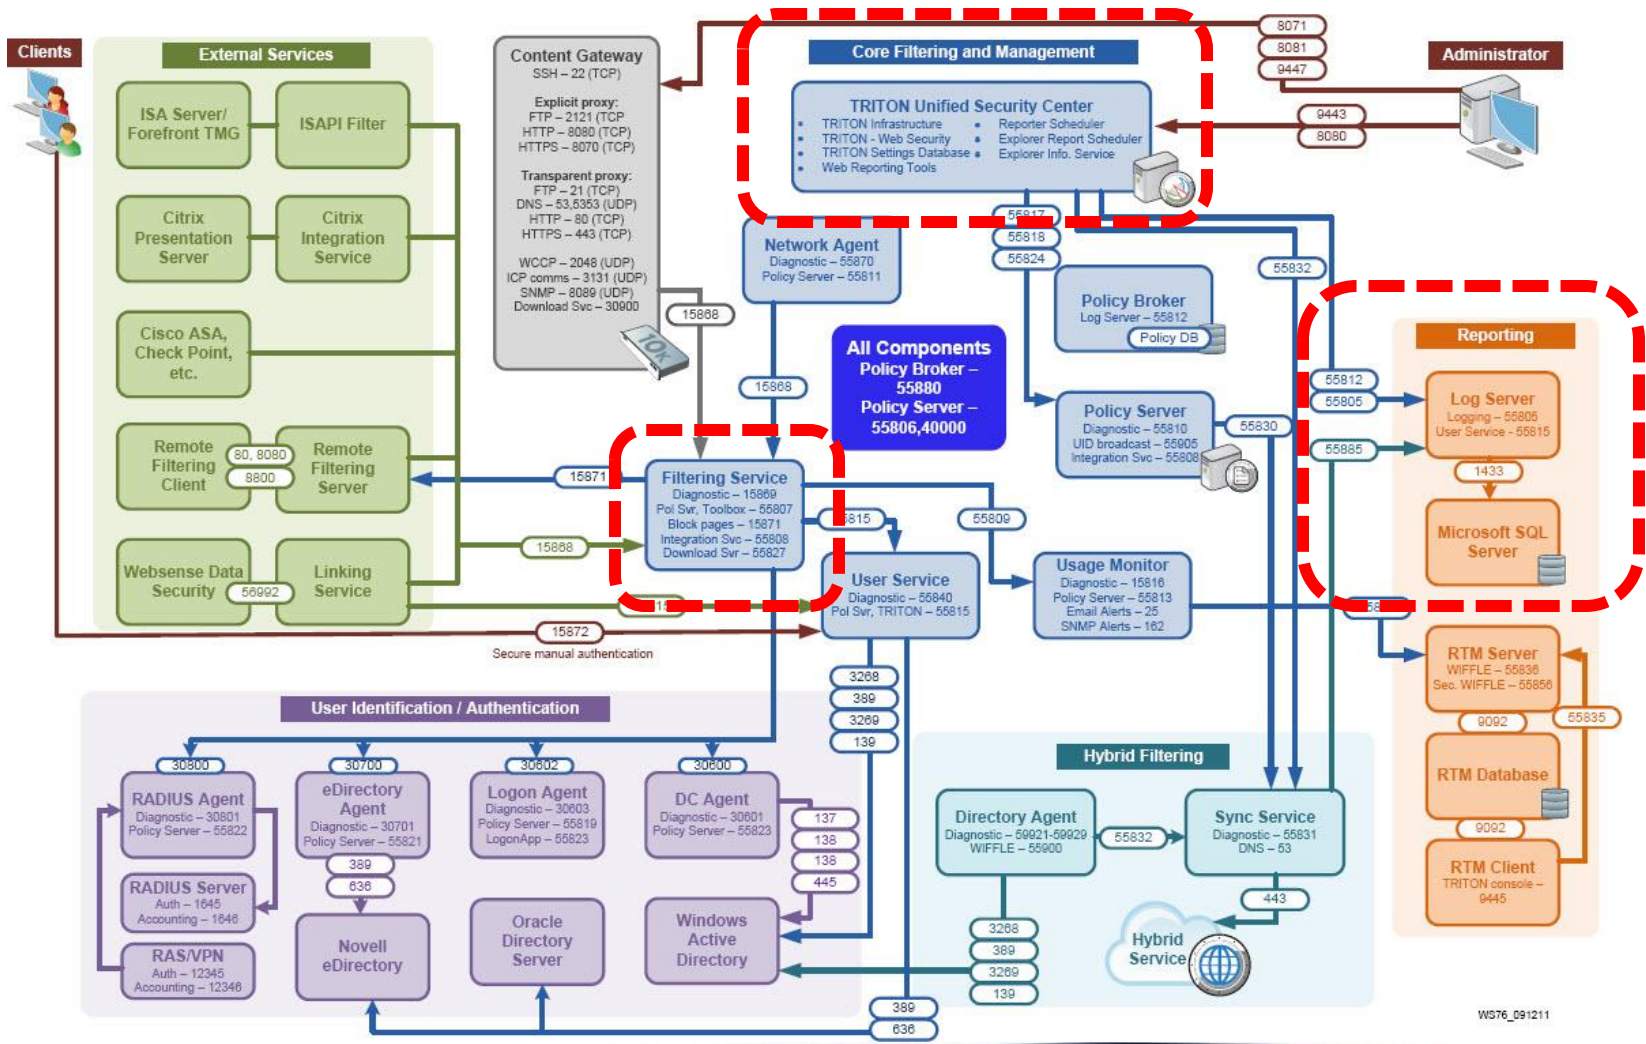 Clients
External Services
ISA Server/
Forefront TMG
ISAPI Filter
Citrix
Presentation
Server
Citrix
Integration
Service
Cisco ASA,
Check Point,
etc.
Remote
Filtering
Client
80, 8080
8800
Remote
Filtering
Server
Websense Data
Security
56992
Linking
Service
Content Gateway
SSH – 22 (TCP)
Explicit proxy:
FTP – 2121 (TCP
HTTP – 8080 (TCP)
HTTPS – 8070 (TCP)
Transparent proxy:
FTP – 21 (TCP)
DNS – 53,5353 (UDP)
HTTP – 80 (TCP)
HTTPS – 443 (TCP)
WCCP – 2048 (UDP)
ICP comms – 3131 (UDP)
SNMP – 8089 (UDP)
Download Svc – 30900
10K
15868
Core Filtering and Management
TRITON Unified Security Center
• TRITON Infrastructure
• TRITON - Web Security
• TRITON Settings Database
• Web Reporting Tools
• Reporter Scheduler
• Explorer Report Scheduler
• Explorer Info. Service
8071
8081
9447
Administrator
9443
8080
Network Agent
Diagnostic – 55870
Policy Server – 55811
55817
55818
55824
55832
Policy Broker
Log Server – 55812
Policy DB
15868
All Components
Policy Broker –
55880
Policy Server –
55806,40000
Policy Server
Diagnostic – 55810
UID broadcast – 55905
Integration Svc – 55808
55830
Reporting
55812
55805
55885
Log Server
Logging – 55805
User Service - 55815
1433
Microsoft SQL
Server
15871
15868
Filtering Service
Diagnostic – 15869
Pol Svr, Toolbox – 55807
Block pages – 15871
Integration Svc – 55808
Download Svr – 55827
55815
55809
User Service
Diagnostic – 55840
Pol Svr, TRITON – 55815
Usage Monitor
Diagnostic – 15816
Policy Server – 55813
Email Alerts – 25
SNMP Alerts – 162
15872
Secure manual authentication
3268
389
3269
139
RTM Server
WIFFLE – 55836
Sec. WIFFLE – 55856
9092
55835
RTM Database
9092
RTM Client
TRITON console –
9445
User Identification / Authentication
30800
RADIUS Agent
Diagnostic – 30801
Policy Server – 55822
RADIUS Server
Auth – 1645
Accounting – 1646
RAS/VPN
Auth – 12345
Accounting – 12346
30700
eDirectory
Agent
Diagnostic – 30701
Policy Server – 55821
389
636
Novell
eDirectory
30602
Logon Agent
Diagnostic – 30603
Policy Server – 55819
LogonApp – 55823
Oracle
Directory
Server
30600
DC Agent
Diagnostic – 30601
Policy Server – 55823
137
138
138
445
Windows
Active
Directory
389
636
Hybrid Filtering
Directory Agent
Diagnostic – 59921-59929
WIFFLE – 55900
55832
Sync Service
Diagnostic – 55831
DNS – 53
443
3268
389
3269
139
Hybrid
Service
WS76_091211